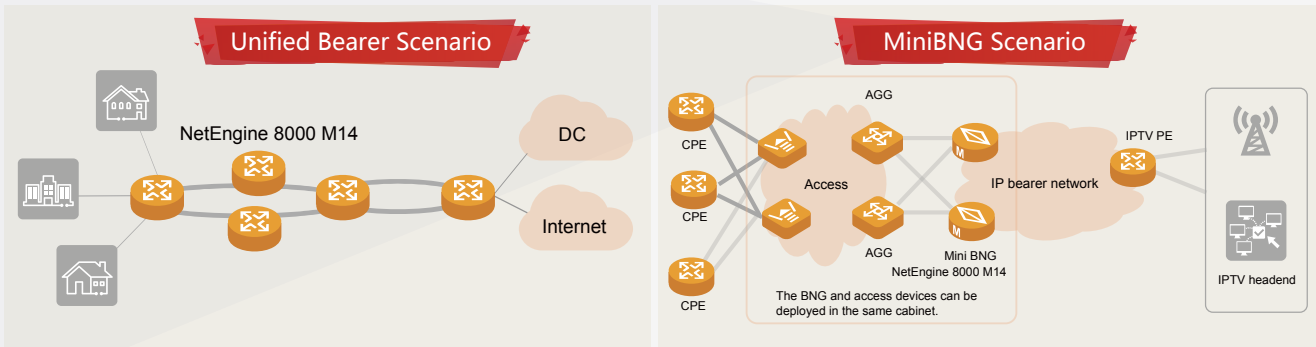 Unified Bearer Scenario
NetEngine 8000 M14
DC
Internet
MiniBNG Scenario
AGG
CPE
CPE
CPE
Access
AGG
M
M
Mini BNG
NetEngine 8000 M14
IP bearer network
IPTV PE
IPTV headend
The BNG and access devices can be
deployed in the same cabinet.